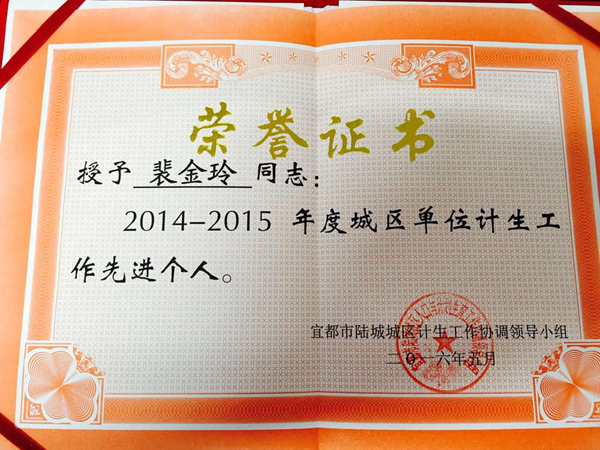 荣誉证书
授予 裴金玲 同志：
2014-2015 年度城区单位计生工
作先进个人。
宜都市陆城城区计生工作协调领导小组
二〇一六年五月